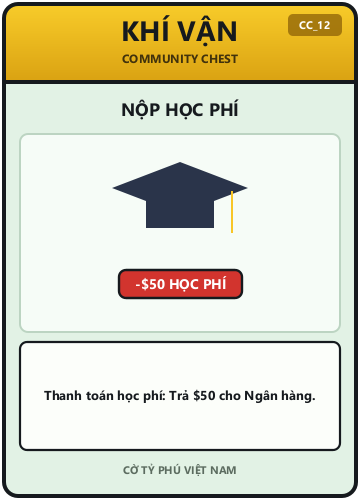 KHÍ VẬN
CC_12
COMMUNITY CHEST
NỘP HỌC PHÍ
-$50 HỌC PHÍ
Thanh toán học phí: Trả $50 cho Ngân hàng.
CỜ TỶ PHÚ VIỆT NAM